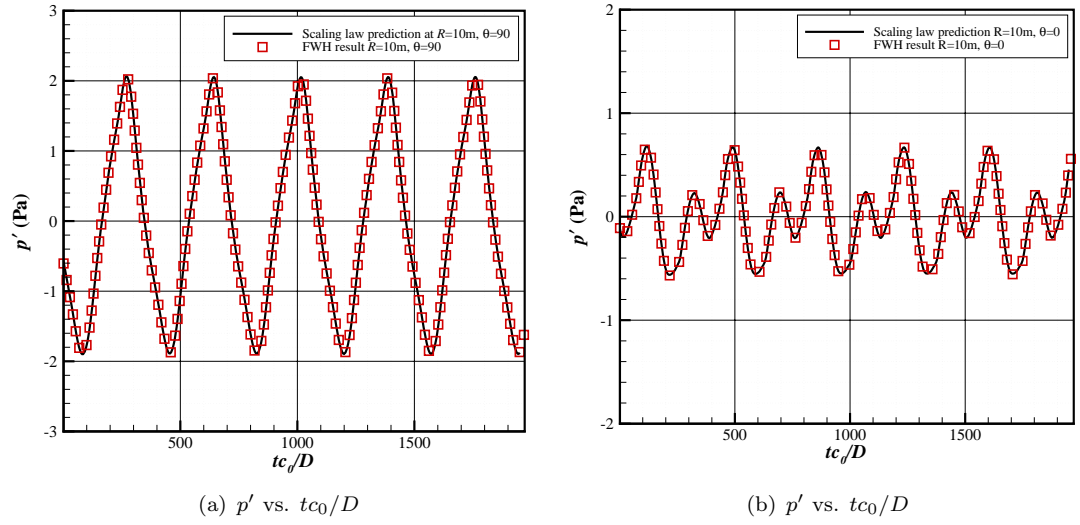 Scaling law prediction at R=10m, θ=90
FWH result R=10m, θ=90
3
2
1
0
-1
-2
-3
p′ (Pa)
500
1000
1500
tc₀/D
(a) p′ vs. tc₀/D
Scaling law prediction R=10m, θ=0
FWH result R=10m, θ=0
2
1
0
-1
-2
p′ (Pa)
500
1000
1500
tc₀/D
(b) p′ vs. tc₀/D